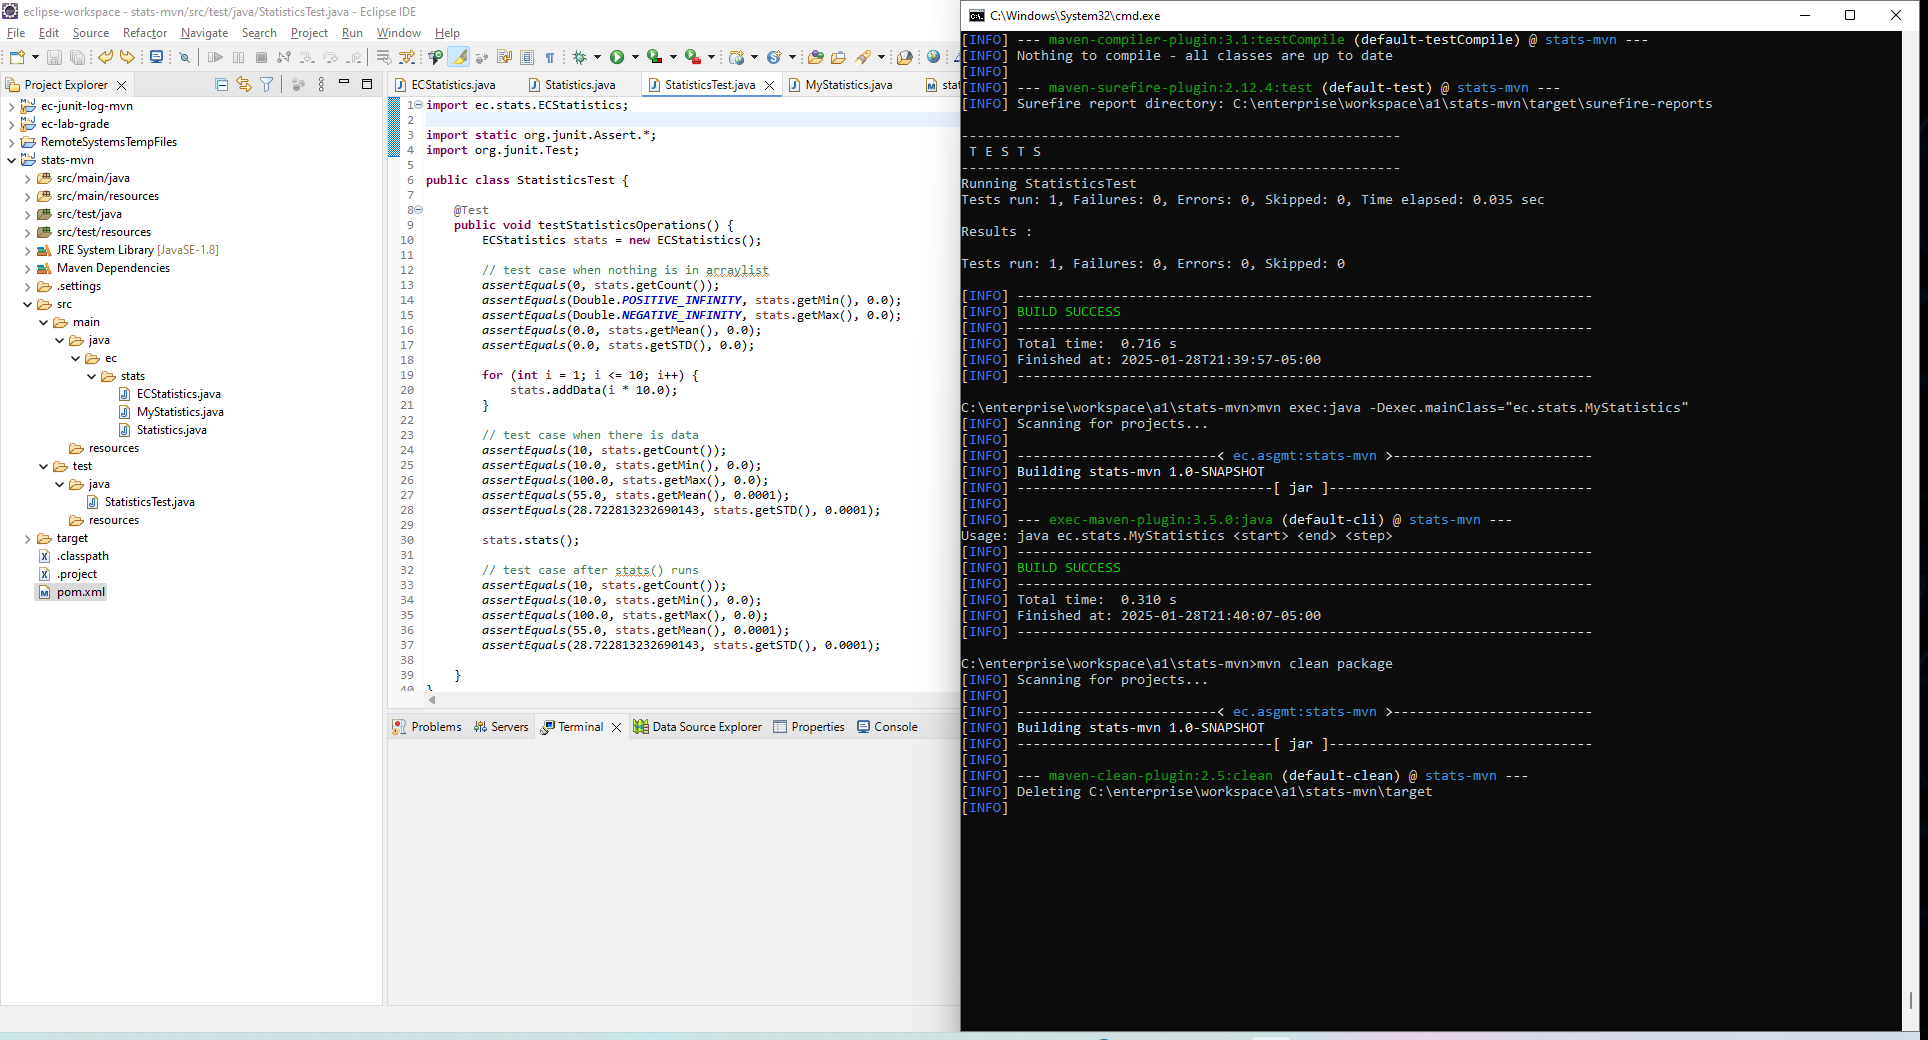 eclipse-workspace - stats-mvn/src/test/java/StatisticsTest.java - Eclipse IDE
File Edit Source Refactor Navigate Search Project Run Window Help
Project Explorer
ec-junit-log-mvn
ec-lab-grade
RemoteSystemsTempFiles
stats-mvn
src/main/java
src/main/resources
src/test/java
src/test/resources
JRE System Library [JavaSE-1.8]
Maven Dependencies
.settings
src
main
java
ec
stats
ECStatistics.java
MyStatistics.java
Statistics.java
resources
test
java
StatisticsTest.java
resources
target
.classpath
.project
pom.xml
ECStatistics.java Statistics.java StatisticsTest.java MyStatistics.java stat
1 import ec.stats.ECStatistics;
2
3 import static org.junit.Assert.*;
4 import org.junit.Test;
5
6 public class StatisticsTest {
7
8     @Test
9     public void testStatisticsOperations() {
10         ECStatistics stats = new ECStatistics();
11
12         // test case when nothing is in arraylist
13         assertEquals(0, stats.getCount());
14         assertEquals(Double.POSITIVE_INFINITY, stats.getMin(), 0.0);
15         assertEquals(Double.NEGATIVE_INFINITY, stats.getMax(), 0.0);
16         assertEquals(0.0, stats.getMean(), 0.0);
17         assertEquals(0.0, stats.getSTD(), 0.0);
18
19         for (int i = 1; i <= 10; i++) {
20             stats.addData(i * 10.0);
21         }
22
23         // test case when there is data
24         assertEquals(10, stats.getCount());
25         assertEquals(10.0, stats.getMin(), 0.0);
26         assertEquals(100.0, stats.getMax(), 0.0);
27         assertEquals(55.0, stats.getMean(), 0.0001);
28         assertEquals(28.722813232690143, stats.getSTD(), 0.0001);
29
30         stats.stats();
31
32         // test case after stats() runs
33         assertEquals(10, stats.getCount());
34         assertEquals(10.0, stats.getMin(), 0.0);
35         assertEquals(100.0, stats.getMax(), 0.0);
36         assertEquals(55.0, stats.getMean(), 0.0001);
37         assertEquals(28.722813232690143, stats.getSTD(), 0.0001);
38
39     }
40 }
Problems Servers Terminal Data Source Explorer Properties Console
C:\Windows\System32\cmd.exe
[INFO] --- maven-compiler-plugin:3.1:testCompile (default-testCompile) @ stats-mvn ---
[INFO] Nothing to compile - all classes are up to date
[INFO]
[INFO] --- maven-surefire-plugin:2.12.4:test (default-test) @ stats-mvn ---
[INFO] Surefire report directory: C:\enterprise\workspace\a1\stats-mvn\target\surefire-reports
-------------------------------------------------------
T E S T S
-------------------------------------------------------
Running StatisticsTest
Tests run: 1, Failures: 0, Errors: 0, Skipped: 0, Time elapsed: 0.035 sec
Results :
Tests run: 1, Failures: 0, Errors: 0, Skipped: 0
[INFO] ------------------------------------------------------------------------
[INFO] BUILD SUCCESS
[INFO] ------------------------------------------------------------------------
[INFO] Total time:  0.716 s
[INFO] Finished at: 2025-01-28T21:39:57-05:00
[INFO] ------------------------------------------------------------------------
C:\enterprise\workspace\a1\stats-mvn>mvn exec:java -Dexec.mainClass="ec.stats.MyStatistics"
[INFO] Scanning for projects...
[INFO]
[INFO] -------------------------< ec.asgmt:stats-mvn >-------------------------
[INFO] Building stats-mvn 1.0-SNAPSHOT
[INFO] --------------------------------[ jar ]---------------------------------
[INFO]
[INFO] --- exec-maven-plugin:3.5.0:java (default-cli) @ stats-mvn ---
Usage: java ec.stats.MyStatistics <start> <end> <step>
[INFO] ------------------------------------------------------------------------
[INFO] BUILD SUCCESS
[INFO] ------------------------------------------------------------------------
[INFO] Total time:  0.310 s
[INFO] Finished at: 2025-01-28T21:40:07-05:00
[INFO] ------------------------------------------------------------------------
C:\enterprise\workspace\a1\stats-mvn>mvn clean package
[INFO] Scanning for projects...
[INFO]
[INFO] -------------------------< ec.asgmt:stats-mvn >-------------------------
[INFO] Building stats-mvn 1.0-SNAPSHOT
[INFO] --------------------------------[ jar ]---------------------------------
[INFO]
[INFO] --- maven-clean-plugin:2.5:clean (default-clean) @ stats-mvn ---
[INFO] Deleting C:\enterprise\workspace\a1\stats-mvn\target
[INFO]